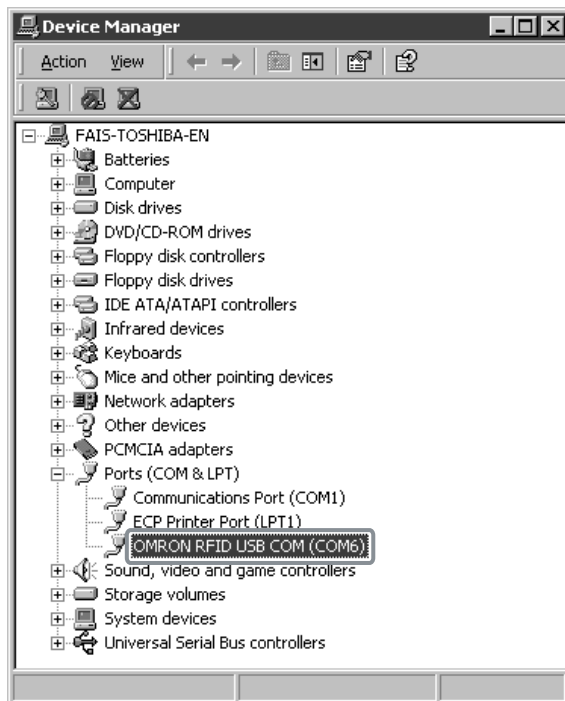 Device Manager
Action View
FAIS-TOSHIBA-EN
Batteries
Computer
Disk drives
DVD/CD-ROM drives
Floppy disk controllers
Floppy disk drives
IDE ATA/ATAPI controllers
Infrared devices
Keyboards
Mice and other pointing devices
Network adapters
Other devices
PCMCIA adapters
Ports (COM & LPT)
Communications Port (COM1)
ECP Printer Port (LPT1)
OMRON RFID USB COM (COM6)
Sound, video and game controllers
Storage volumes
System devices
Universal Serial Bus controllers